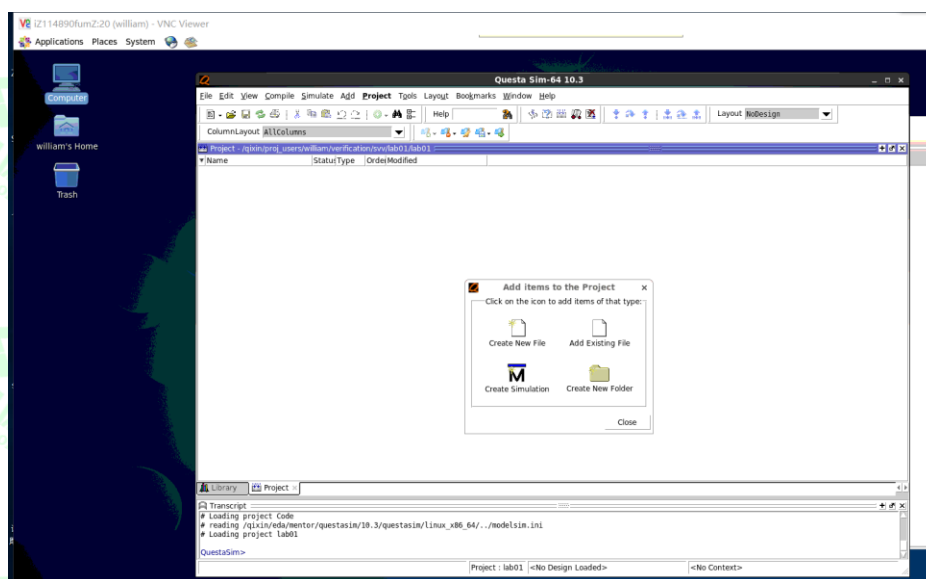 iZ114890fumZ:20 (william) - VNC Viewer
Applications Places System
Computer
william's Home
Trash
Questa Sim-64 10.3
File Edit View Compile Simulate Add Project Tools Layout Bookmarks Window Help
Help
Layout NoDesign
ColumnLayout AllColumns
Project - /qixin/proj_users/william/verification/svv/lab01/lab01
Name Statu Type Orde Modified
Add items to the Project
Click on the icon to add items of that type:
Create New File Add Existing File
Create Simulation Create New Folder
Close
Library Project
Transcript
# Loading project Code
# reading /qixin/eda/mentor/questasim/10.3/questasim/linux_x86_64/../modelsim.ini
# Loading project lab01
QuestaSim>
Project : lab01 <No Design Loaded> <No Context>